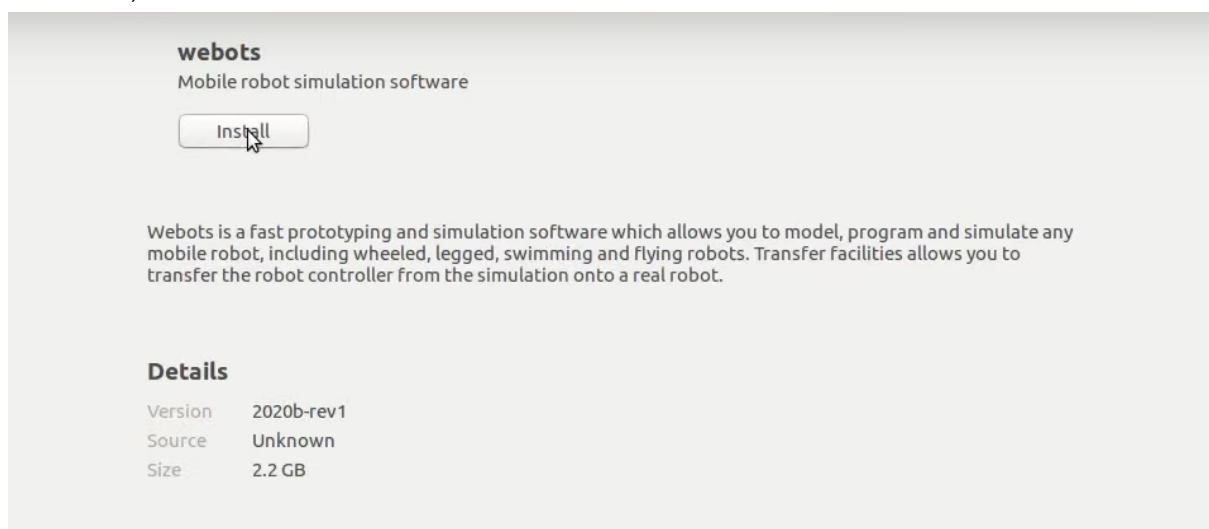 webots
Mobile robot simulation software
Install
Webots is a fast prototyping and simulation software which allows you to model, program and simulate any
mobile robot, including wheeled, legged, swimming and flying robots. Transfer facilities allows you to
transfer the robot controller from the simulation onto a real robot.
Details
Version 2020b-rev1
Source Unknown
Size 2.2 GB